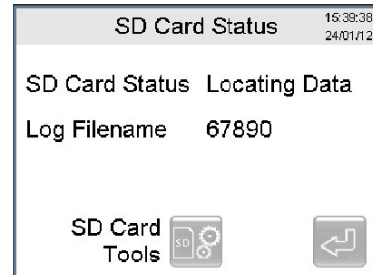 SD Card Status
15:39:38
24/01/12
SD Card Status Locating Data
Log Filename 67890
SD Card
Tools
SD